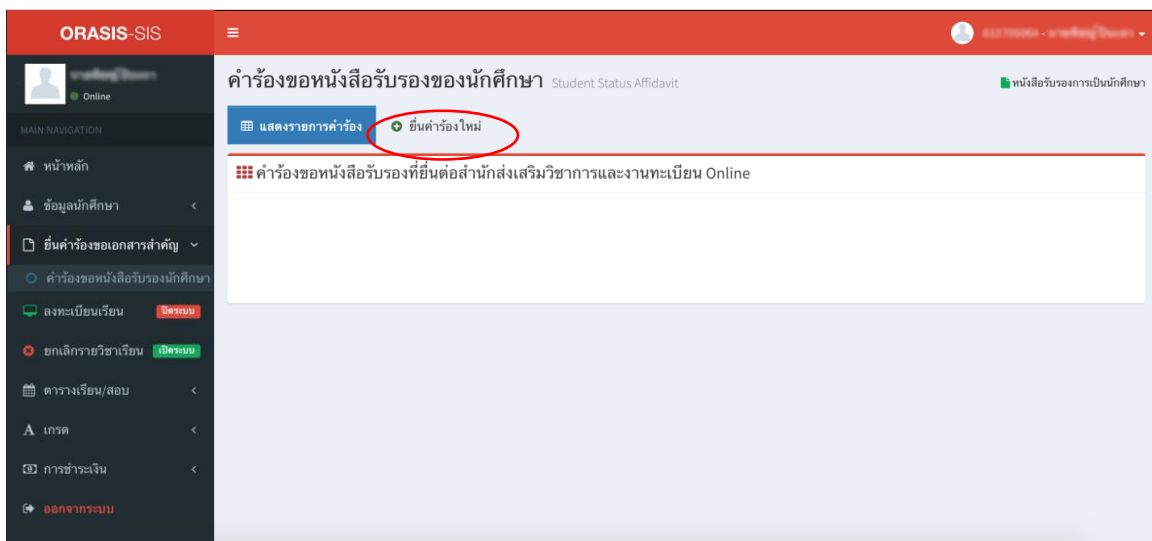 ORASIS-SIS
Online
MAIN NAVIGATION
หน้าหลัก
ข้อมูลนักศึกษา
ยื่นคำร้องขอเอกสารสำคัญ
คำร้องขอหนังสือรับรองนักศึกษา
ลงทะเบียนเรียน ปิดระบบ
ยกเลิกรายวิชาเรียน เปิดระบบ
ตารางเรียน/สอบ
เกรด
การชำระเงิน
ออกจากระบบ
คำร้องขอหนังสือรับรองของนักศึกษา Student Status Affidavit
หนังสือรับรองการเป็นนักศึกษา
แสดงรายการคำร้อง ยื่นคำร้องใหม่
คำร้องขอหนังสือรับรองที่ยื่นต่อสำนักส่งเสริมวิชาการและงานทะเบียน Online